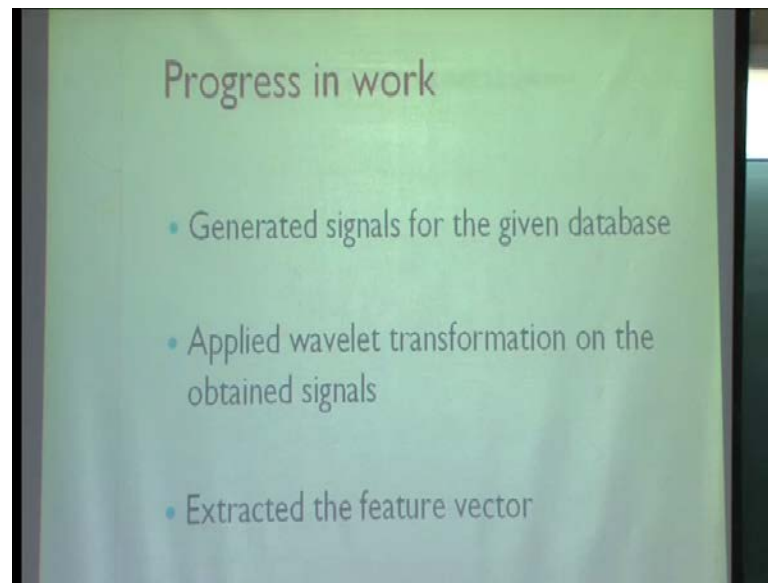 Progress in work
• Generated signals for the given database
• Applied wavelet transformation on the
obtained signals
• Extracted the feature vector